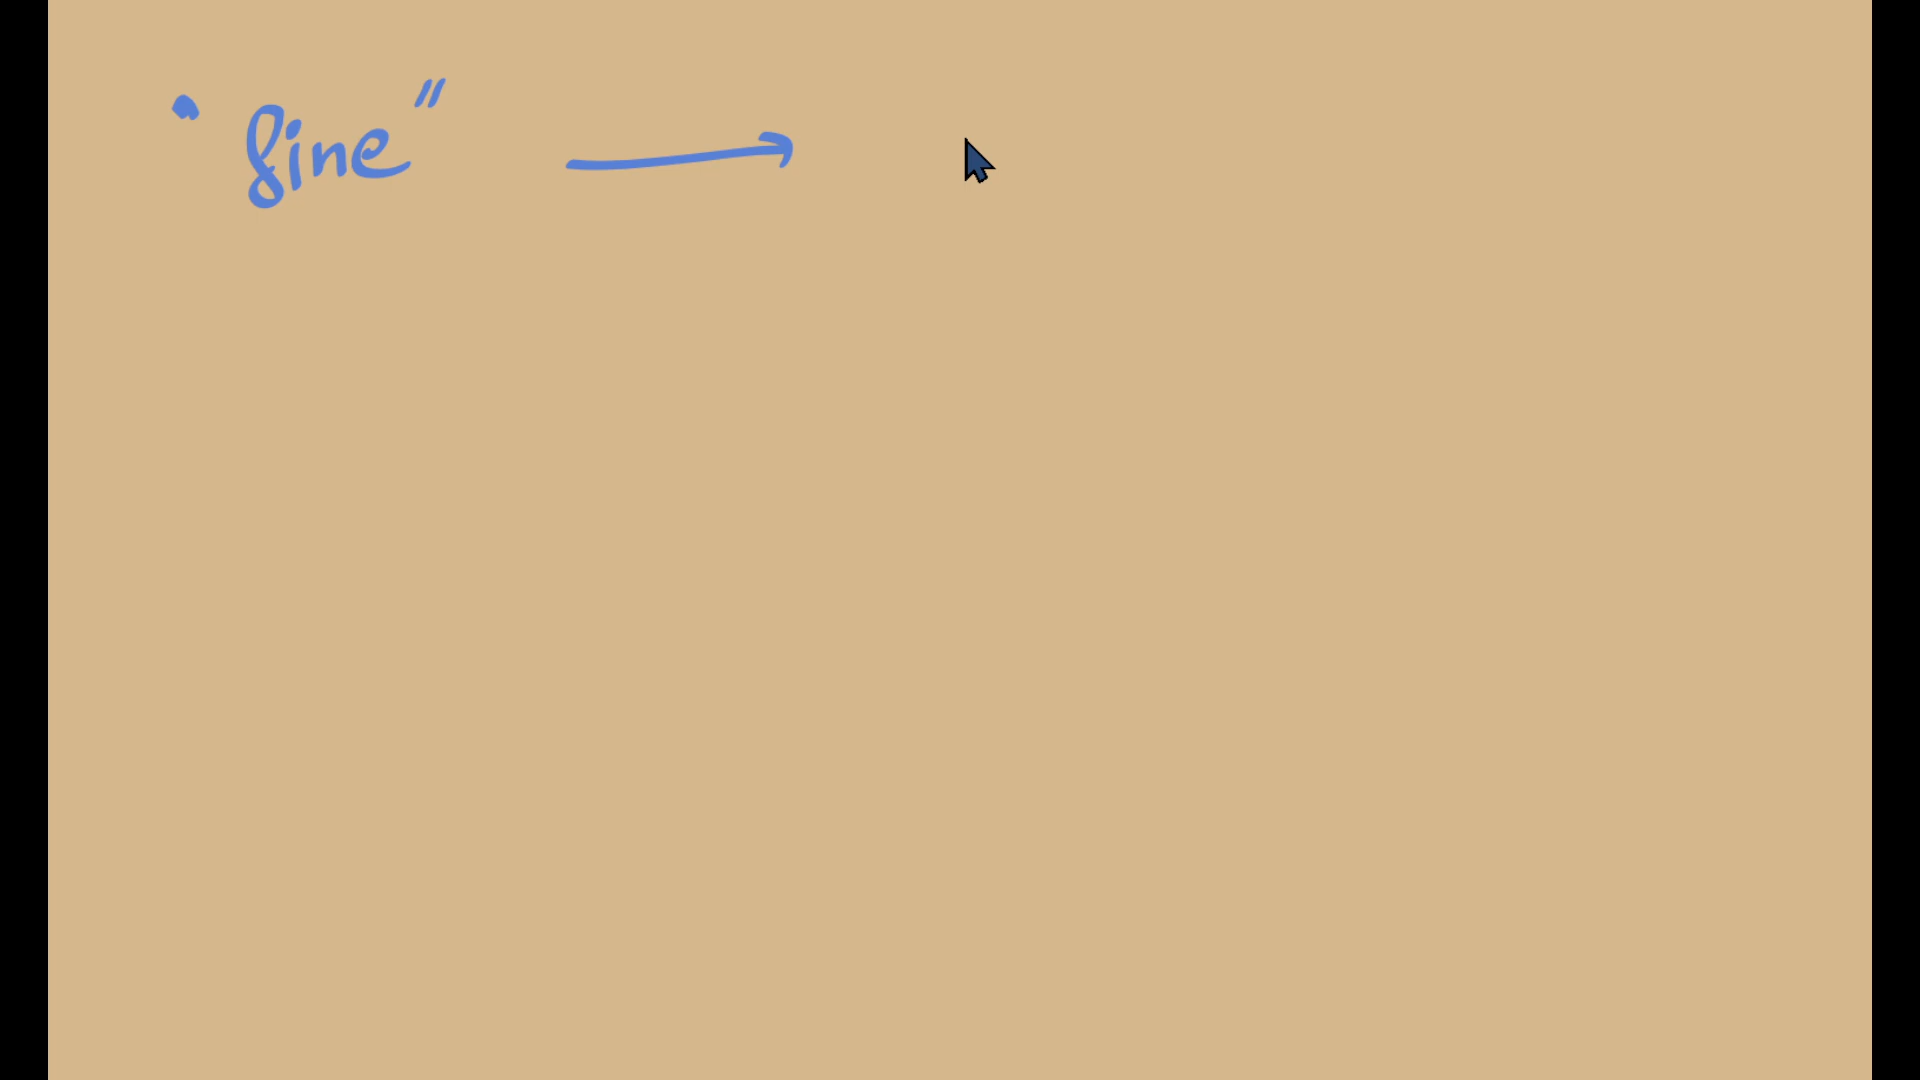 • fine" →